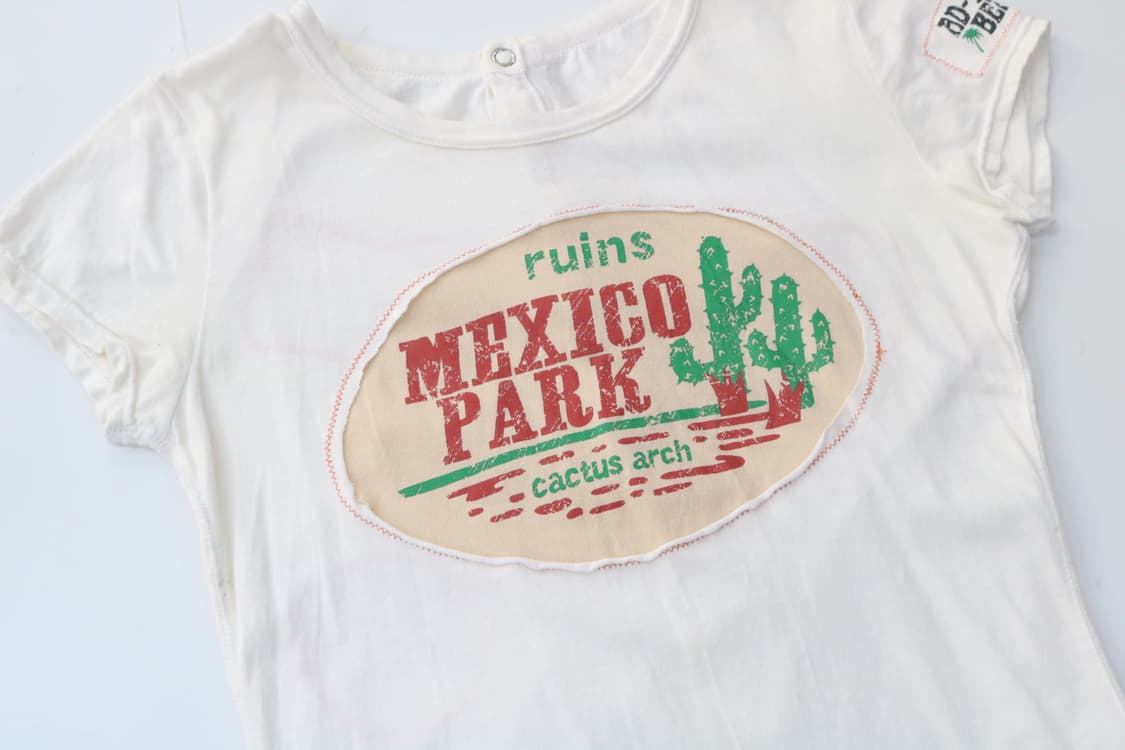 ruins
MEXICO
PARK
cactus arch